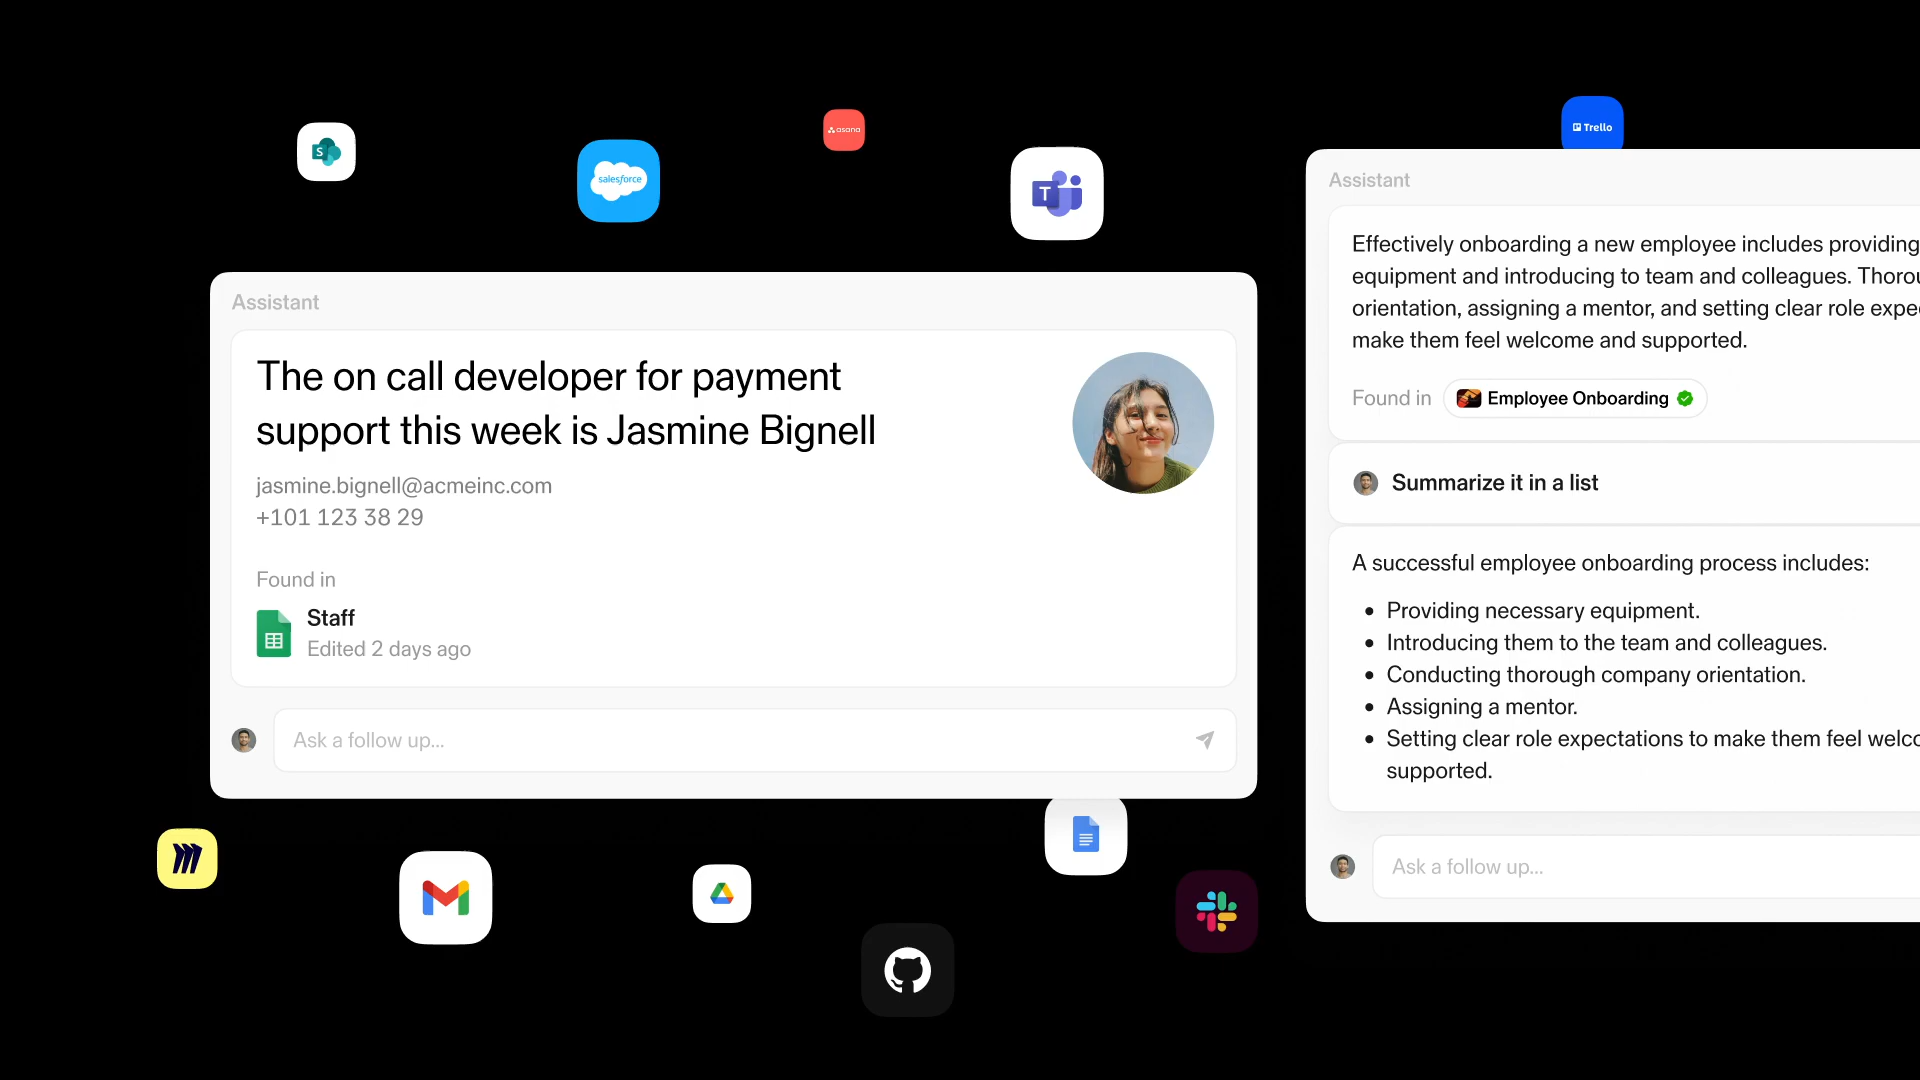 S
salesforce
asana
T
Trello
Assistant
The on call developer for payment
support this week is Jasmine Bignell
jasmine.bignell@acmeinc.com
+101 123 38 29
Found in
Staff
Edited 2 days ago
Ask a follow up...
Assistant
Effectively onboarding a new employee includes providing
equipment and introducing to team and colleagues.
orientation, assigning a mentor, and setting clear role
make them feel welcome and supported.
Found in
Employee Onboarding
Summarize it in a list
A successful employee onboarding process includes:
• Providing necessary equipment.
• Introducing them to the team and colleagues.
• Conducting thorough company orientation.
• Assigning a mentor.
• Setting clear role expectations to make them feel
supported.
Ask a follow up...